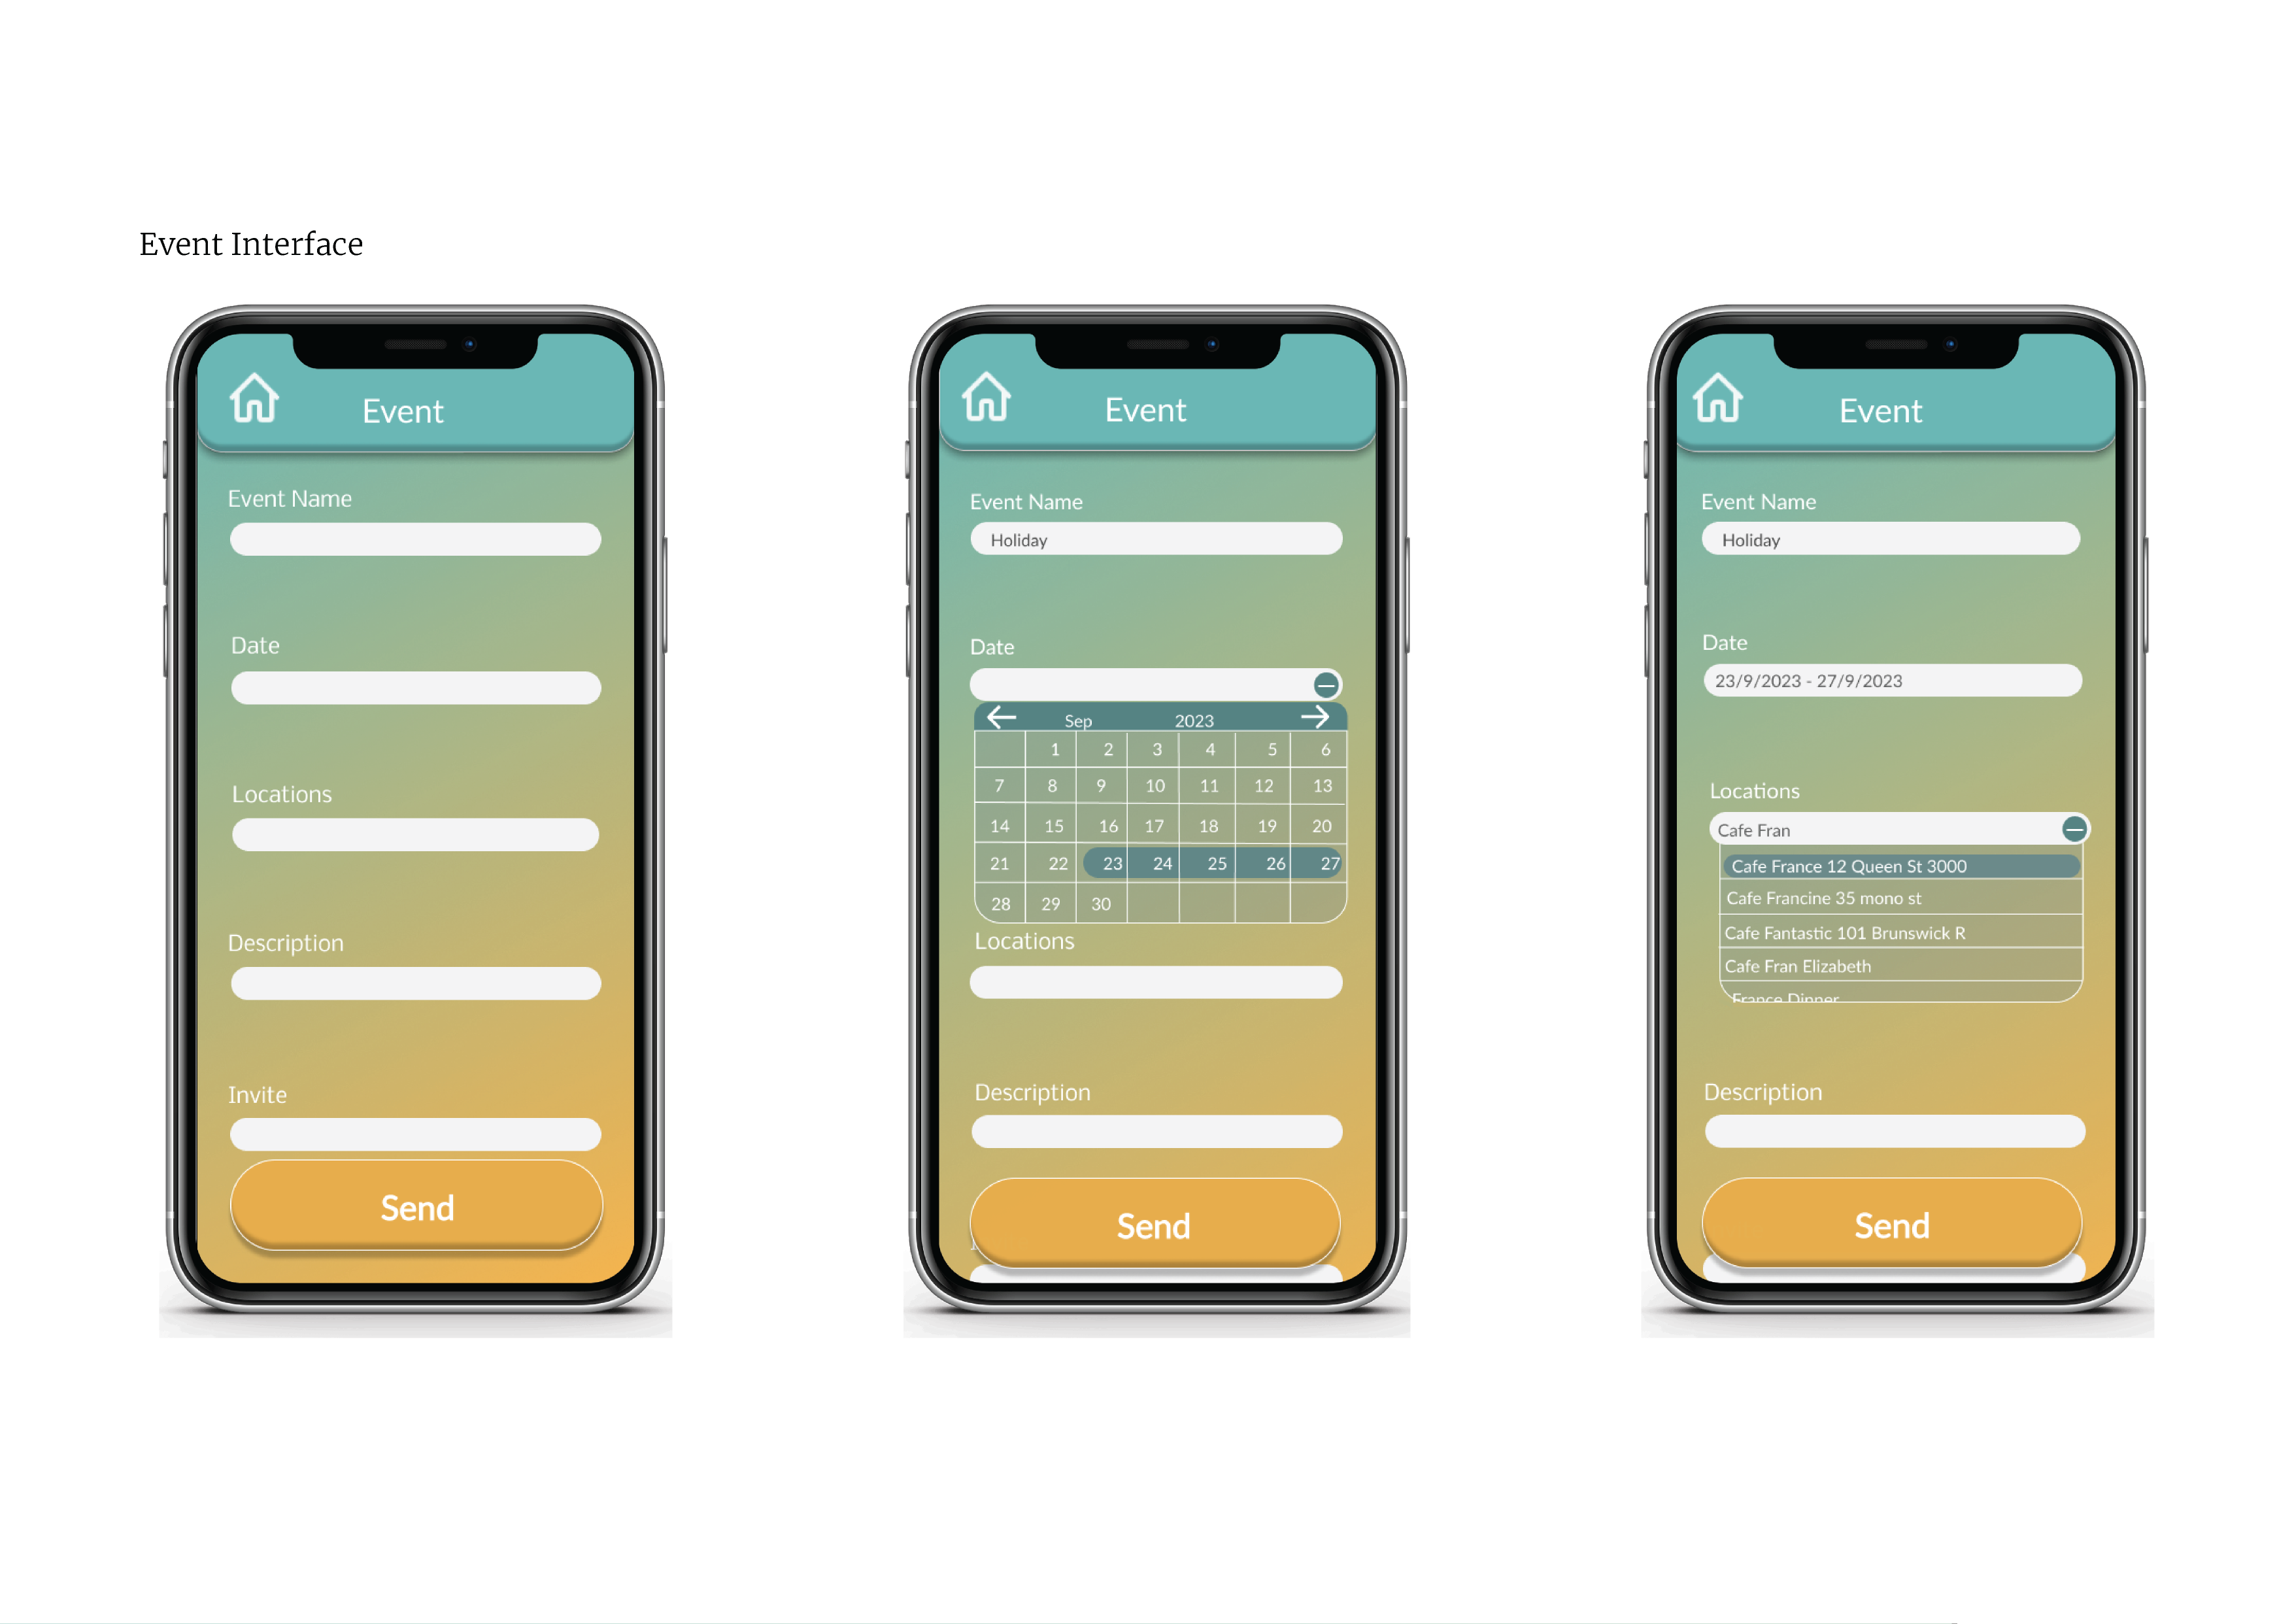 Event Interface
Event
Event Name
Date
Locations
Description
Invite
Send
Event
Event Name
Holiday
Date
Sep 2023
1 2 3 4 5 6
7 8 9 10 11 12 13
14 15 16 17 18 19 20
21 22 23 24 25 26 27
28 29 30
Locations
Description
Send
Event
Event Name
Holiday
Date
23/9/2023 - 27/9/2023
Locations
Cafe Fran
Cafe France 12 Queen St 3000
Cafe Francine 35 mono st
Cafe Fantastic 101 Brunswick R
Cafe Fran Elizabeth
France Dinner
Description
Send